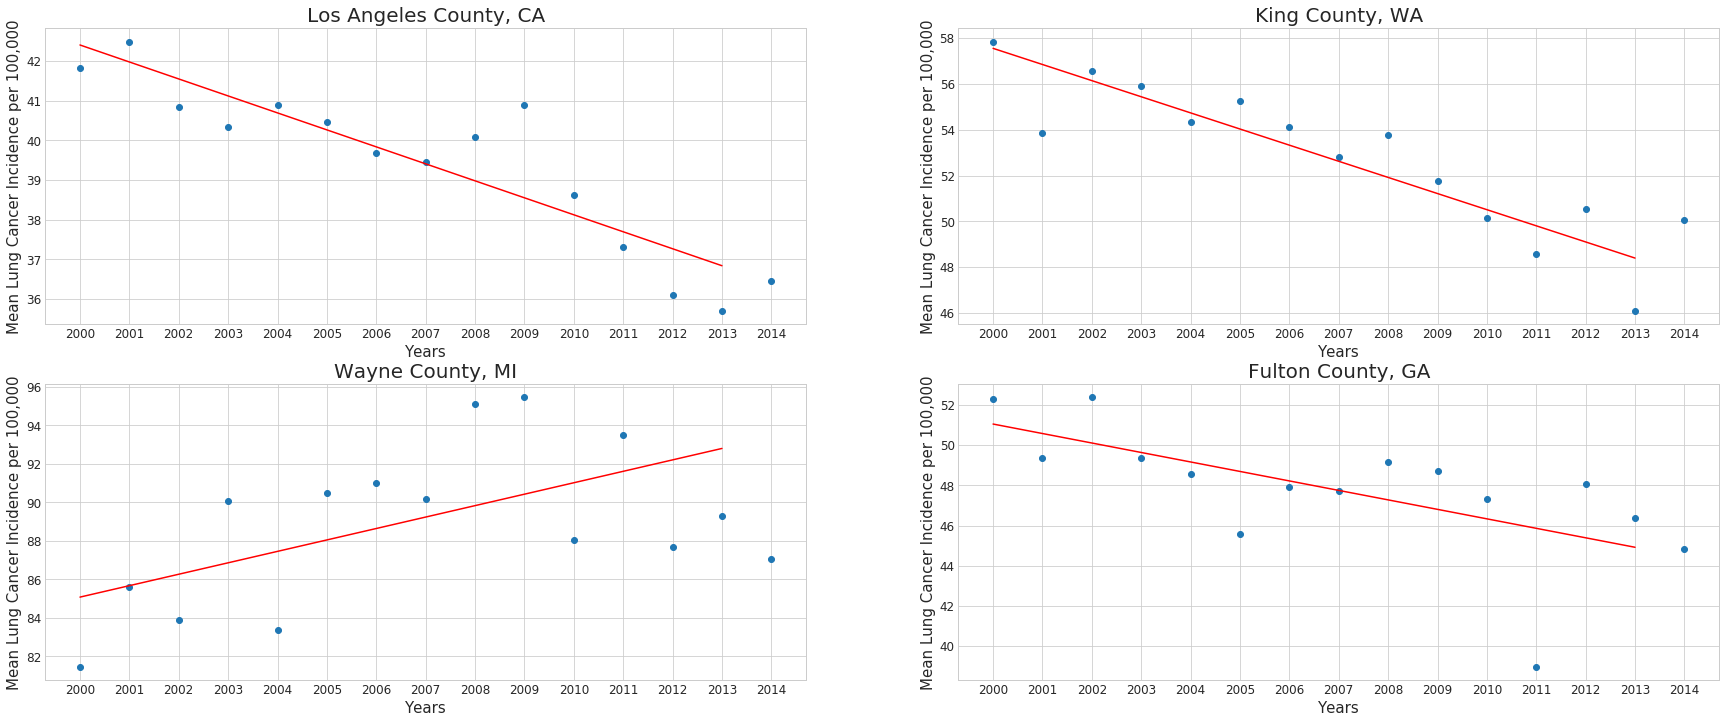 Los Angeles County, CA
Mean Lung Cancer Incidence per 100,000
42
41
40
39
38
37
36
2000 2001 2002 2003 2004 2005 2006 2007 2008 2009 2010 2011 2012 2013 2014
Years
King County, WA
Mean Lung Cancer Incidence per 100,000
58
56
54
52
50
48
46
2000 2001 2002 2003 2004 2005 2006 2007 2008 2009 2010 2011 2012 2013 2014
Years
Wayne County, MI
Mean Lung Cancer Incidence per 100,000
96
94
92
90
88
86
84
82
2000 2001 2002 2003 2004 2005 2006 2007 2008 2009 2010 2011 2012 2013 2014
Years
Fulton County, GA
Mean Lung Cancer Incidence per 100,000
52
50
48
46
44
42
40
2000 2001 2002 2003 2004 2005 2006 2007 2008 2009 2010 2011 2012 2013 2014
Years